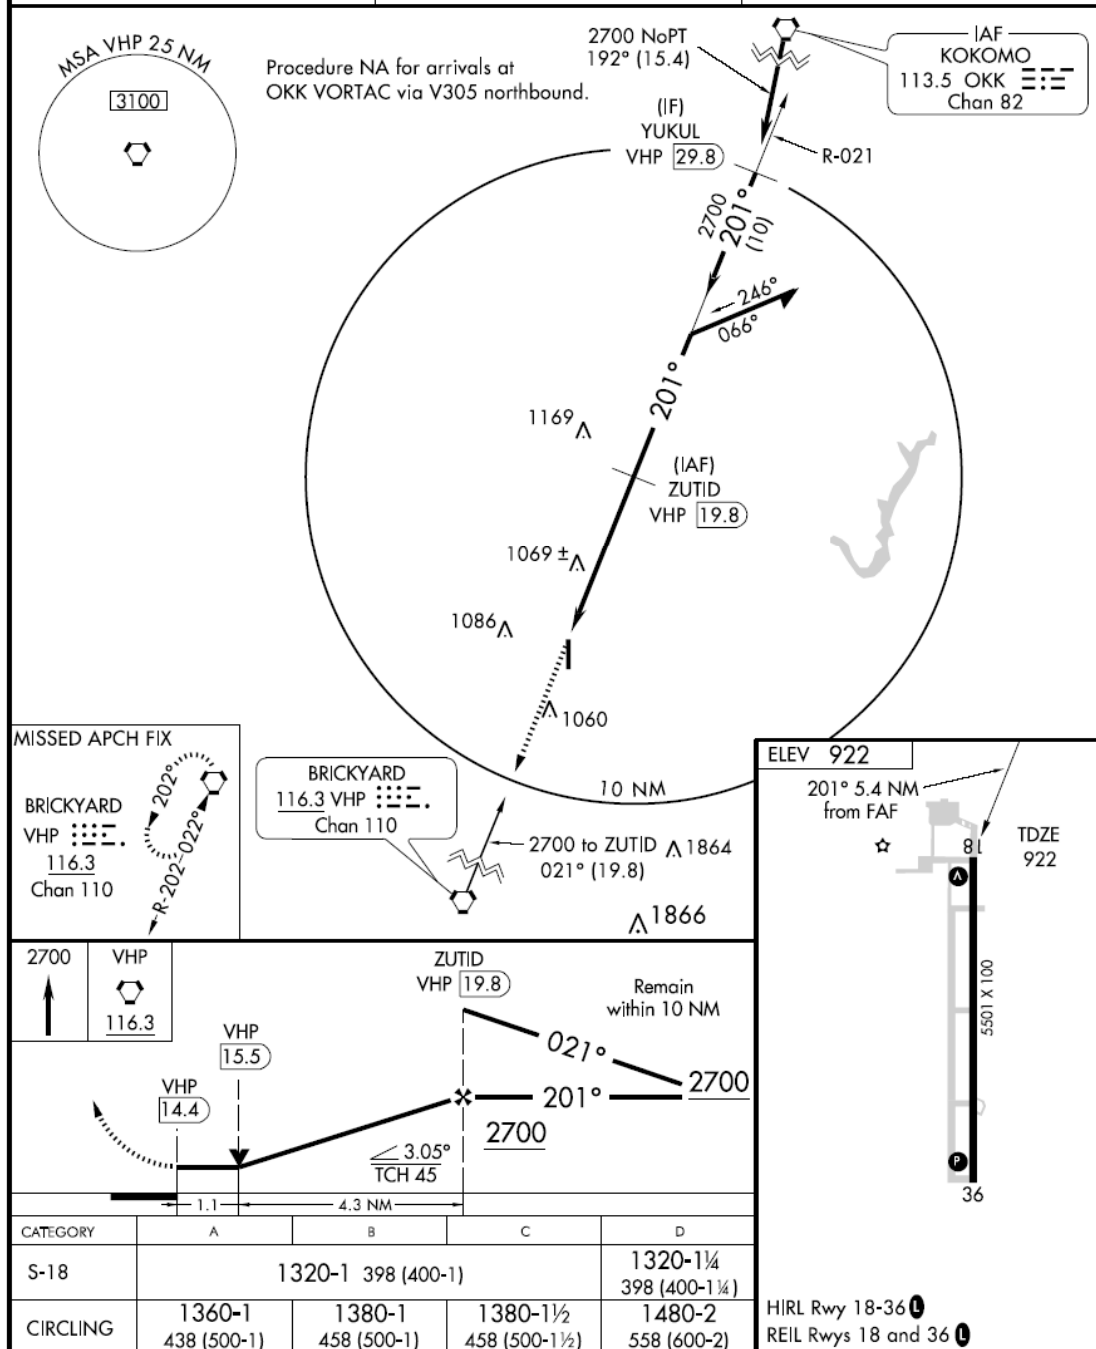 MSA VHP 25 NM
3100
Procedure NA for arrivals at
OKK VORTAC via V305 northbound.
2700 NoPT
192° (15.4)
IAF
KOKOMO
113.5 OKK
Chan 82
(IF)
YUKUL
VHP 29.8
R-021
2700
201°
(10)
246°
066°
201°
1169
(IAF)
ZUTID
VHP 19.8
1069 ±
1086
1060
10 NM
MISSED APCH FIX
BRICKYARD
VHP
116.3
Chan 110
202°
R-202-022°
BRICKYARD
116.3 VHP
Chan 110
2700 to ZUTID
021° (19.8)
1864
1866
ELEV 922
201° 5.4 NM
from FAF
18
TDZE
922
A
5501 X 100
P
36
HIRL Rwy 18-36 L
REIL Rwys 18 and 36 L
2700
VHP
116.3
VHP
14.4
VHP
15.5
ZUTID
VHP 19.8
Remain
within 10 NM
021°
2700
201°
2700
3.05°
TCH 45
1.1
4.3 NM
CATEGORY A B C D
S-18 1320-1 398 (400-1) 1320-1¼
398 (400-1¼)
CIRCLING 1360-1 1380-1 1380-1½ 1480-2
438 (500-1) 458 (500-1) 458 (500-1½) 558 (600-2)